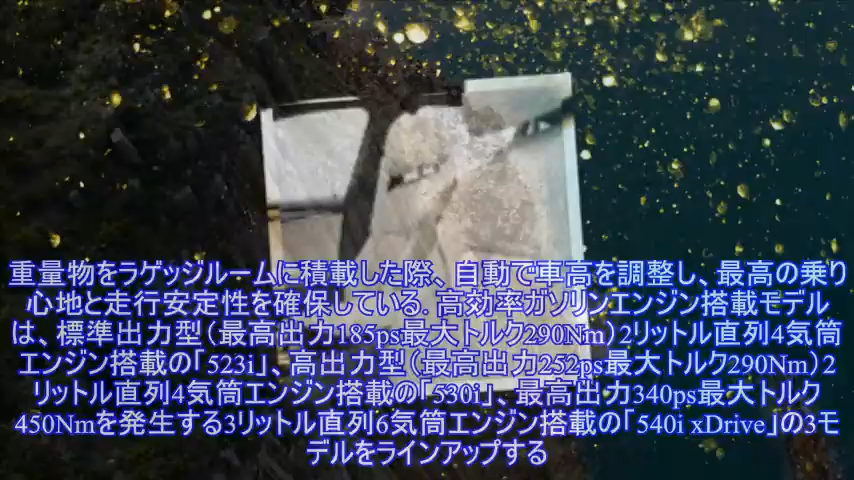 重量物をラゲッジルームに積載した際、自動で車高を調整し、最高の乗り
心地と走行安定性を確保している. 高効率ガソリンエンジン搭載モデル
は、標準出力型（最高出力185ps最大トルク290Nm）2リットル直列4気筒
エンジン搭載の「523i」、高出力型（最高出力252ps最大トルク290Nm）2
リットル直列4気筒エンジン搭載の「530i」、最高出力340ps最大トルク
450Nmを発生する3リットル直列6気筒エンジン搭載の「540i xDrive」の3モ
デルをラインアップする